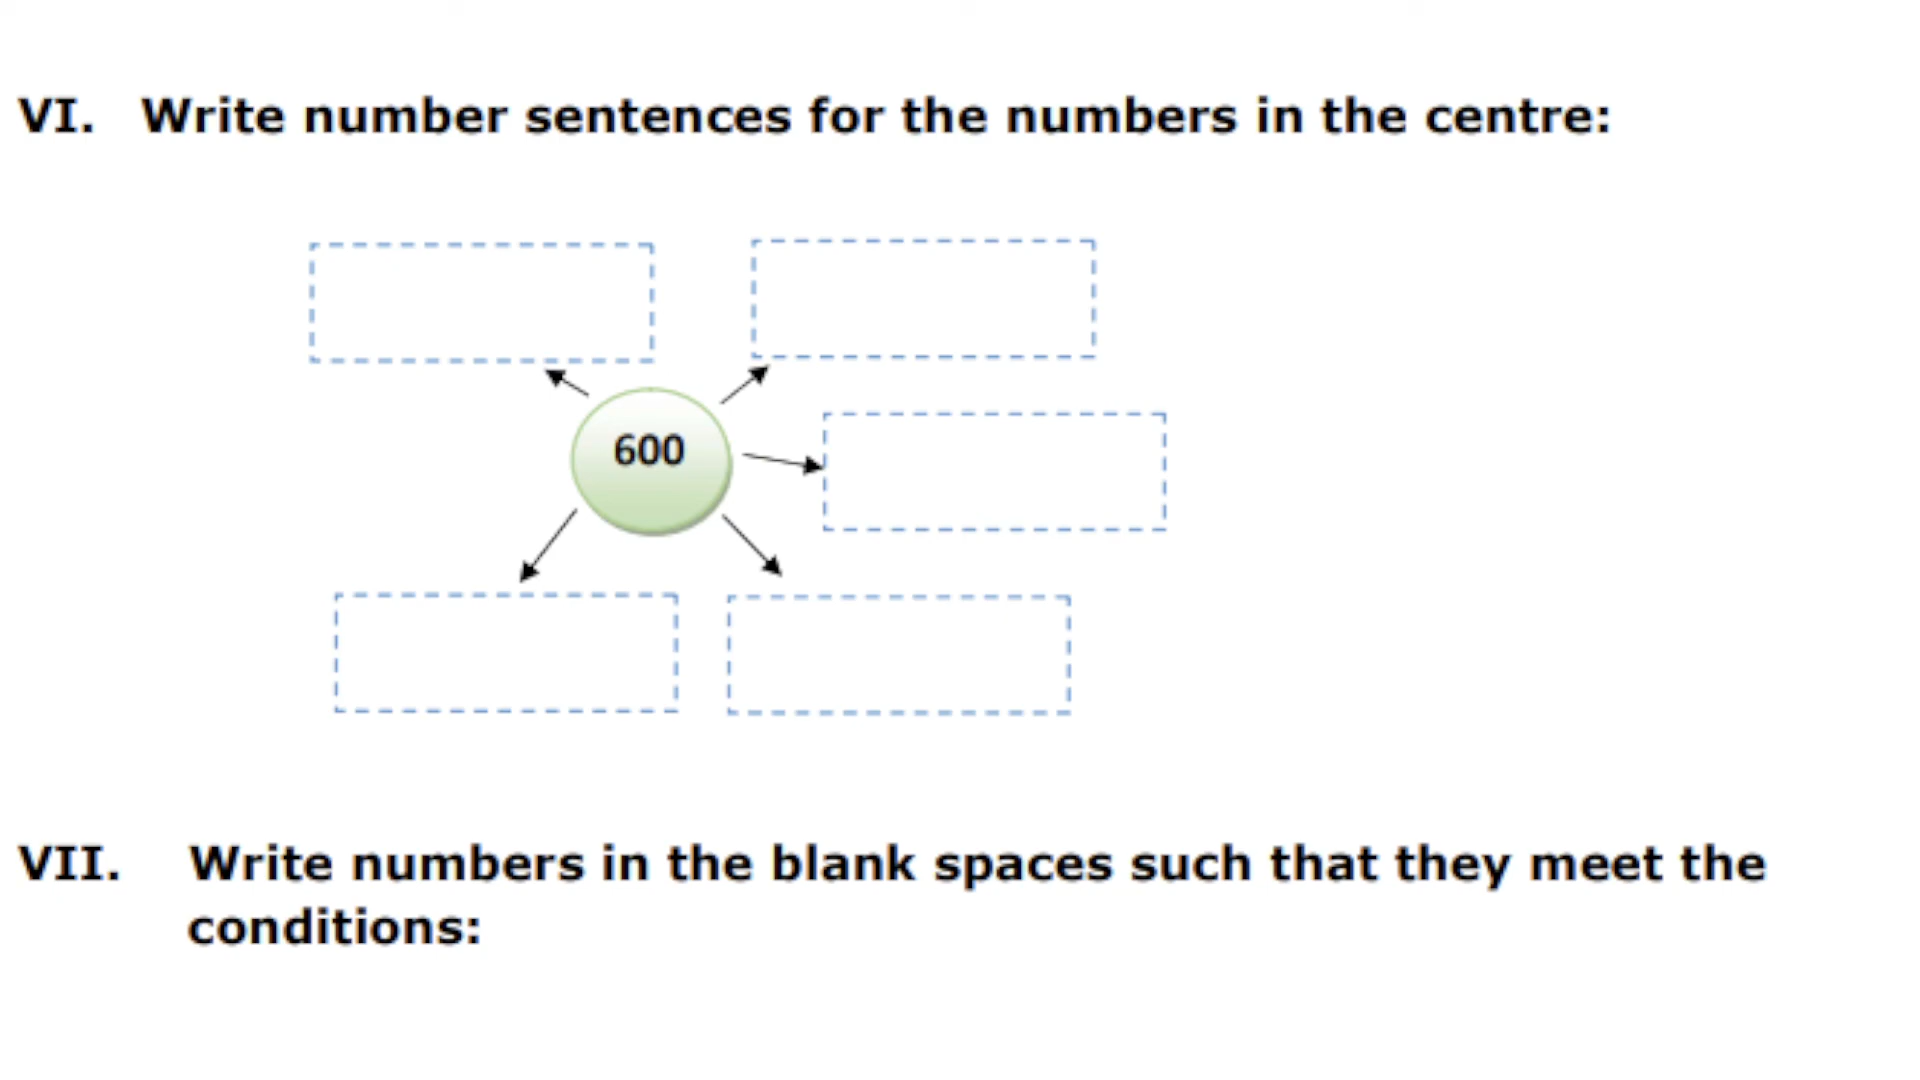 VI. Write number sentences for the numbers in the centre:
600
VII. Write numbers in the blank spaces such that they meet the
conditions: